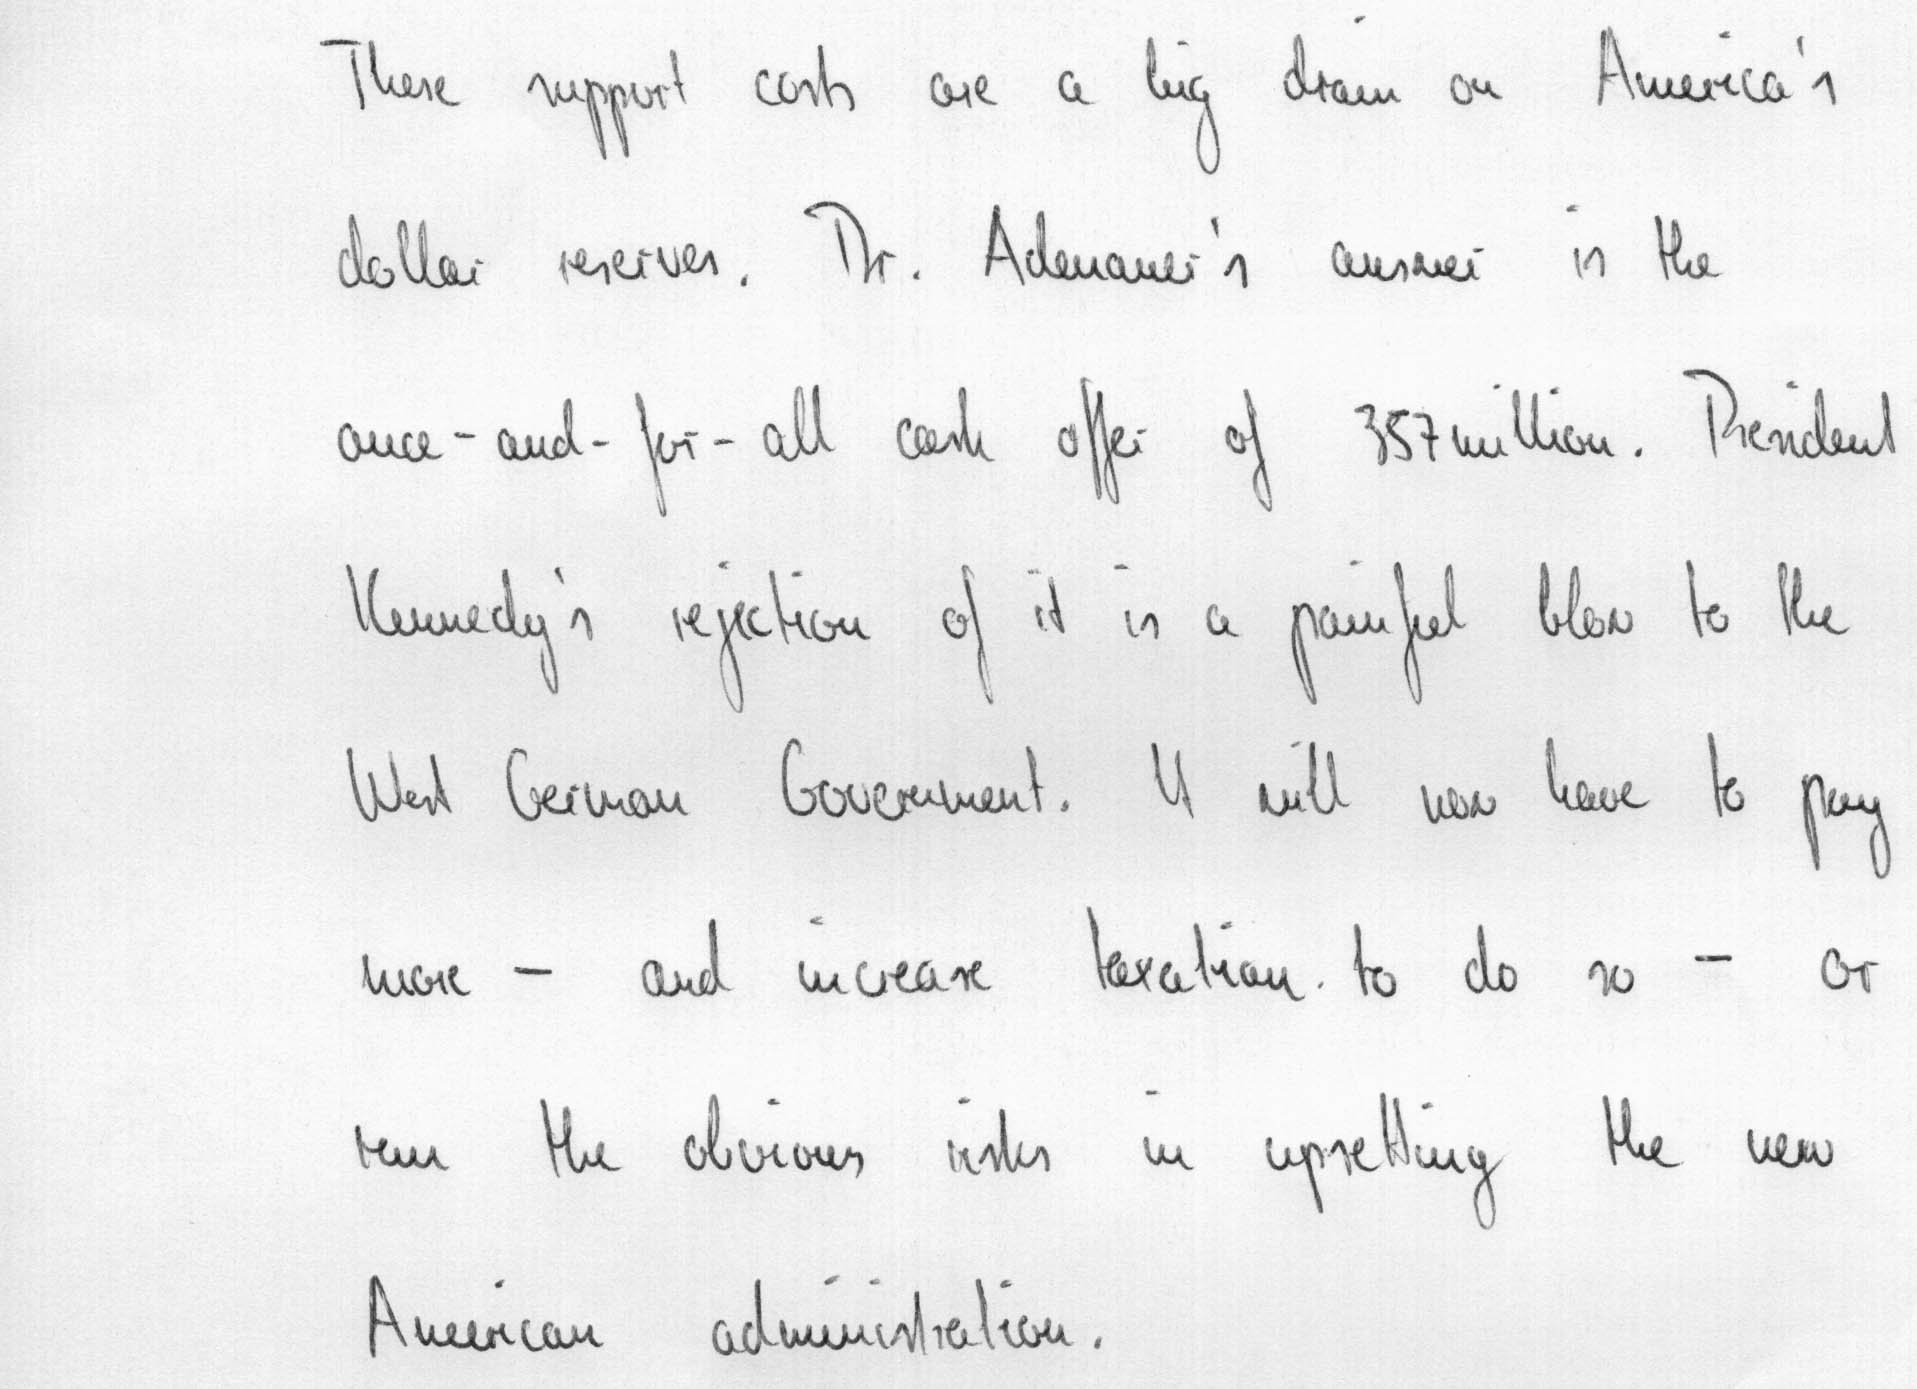 These support costs are a big drain on America's
dollar reserves. Dr. Adenauer's answer is the
once-and-for-all cash offer of 357 million. President
Kennedy's rejection of it is a painful blow to the
West German Government. It will now have to pay
more - and increase taxation to do so - or
run the obvious risks in upsetting the new
American administration.